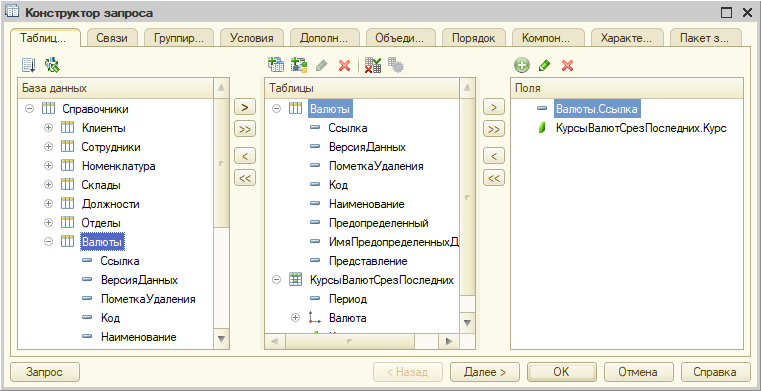 Конструктор запроса
Таблиц...
Связи
Группир...
Условия
Дополн...
Объеди...
Порядок
Компон...
Характе...
Пакет з...
База данных
Справочники
Клиенты
Сотрудники
Номенклатура
Склады
Должности
Отделы
Валюты
Ссылка
ВерсияДанных
ПометкаУдаления
Код
Наименование
>
>>
<
<<
Таблицы
Валюты
Ссылка
ВерсияДанных
ПометкаУдаления
Код
Наименование
Предопределенный
ИмяПредопределенныхД
Представление
КурсыВалютСрезПоследних
Период
Валюта
>
>>
<
<<
Поля
Валюты.Ссылка
КурсыВалютСрезПоследних.Курс
Запрос
< Назад
Далее >
OK
Отмена
Справка